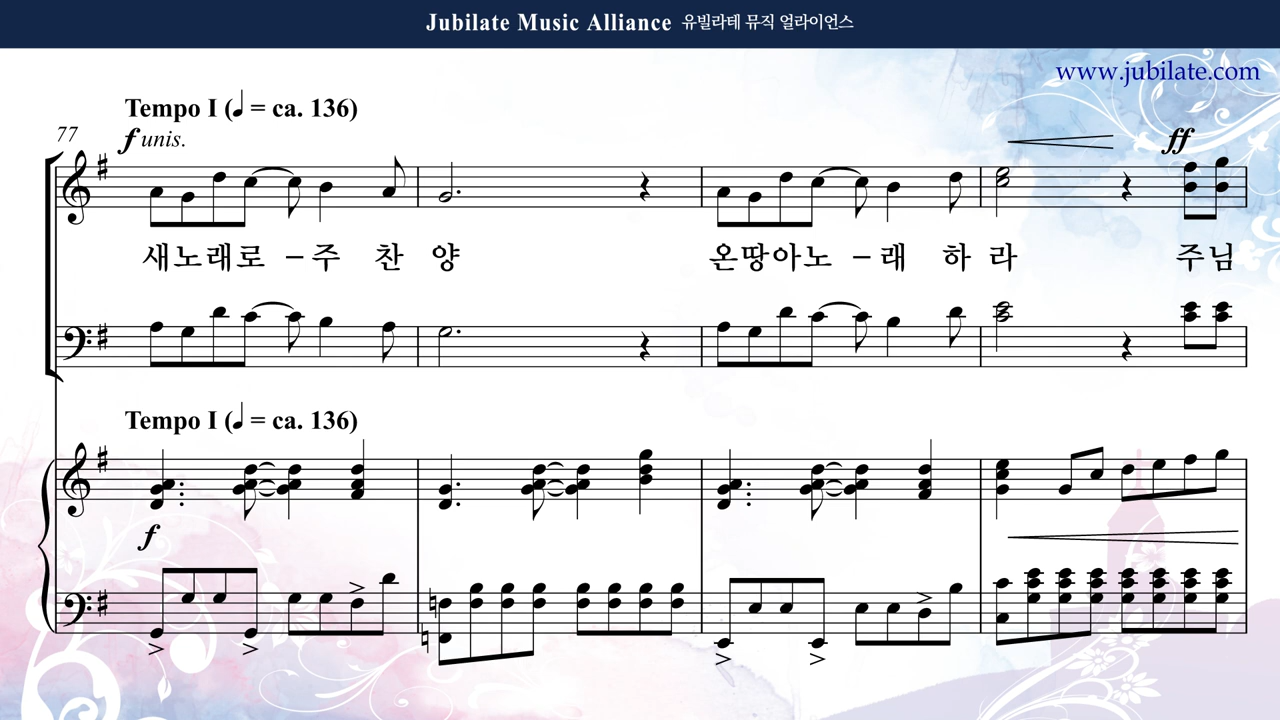 Jubilate Music Alliance 유빌라테 뮤직 얼라이언스
www.jubilate.com
Tempo I (♩ = ca. 136)
77
f unis.
ff
새노래로 – 주 찬 양 온땅아노 – 래 하 라 주님
Tempo I (♩ = ca. 136)
f